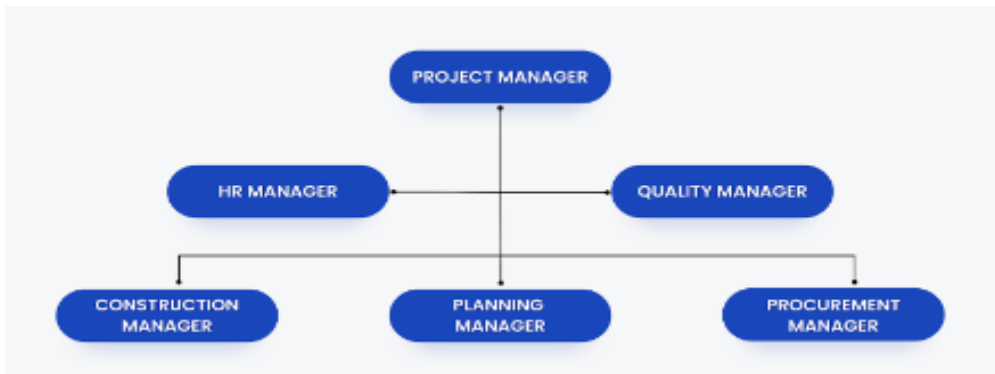 PROJECT MANAGER
HR MANAGER
QUALITY MANAGER
CONSTRUCTION
MANAGER
PLANNING
MANAGER
PROCUREMENT
MANAGER